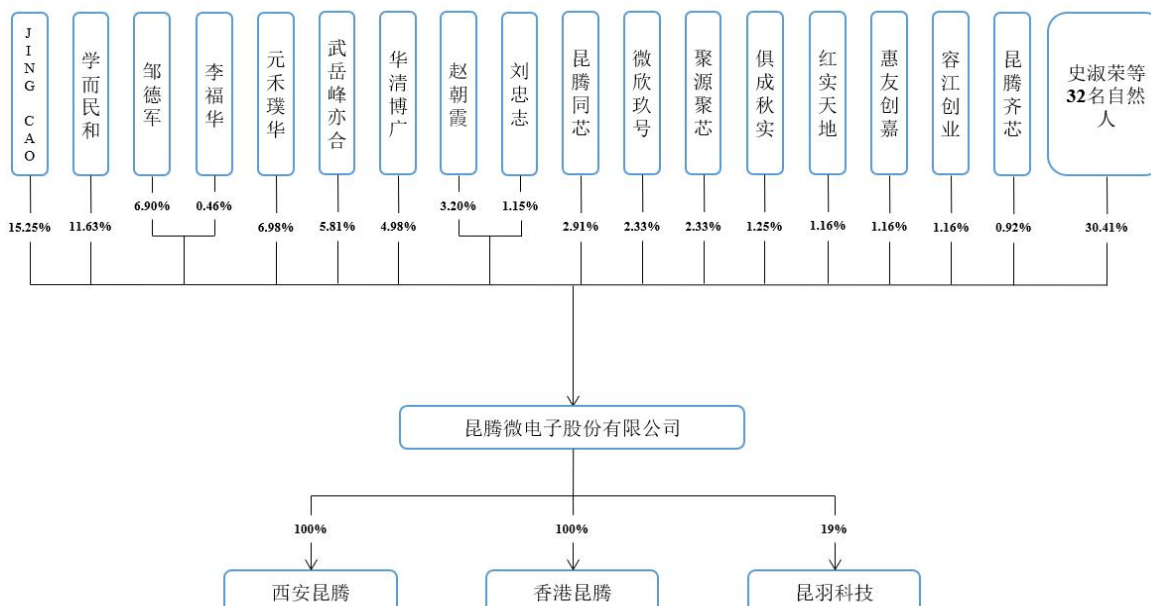 JING CAO
学而民和
邹德军
李福华
元禾璞华
武岳峰亦合
华清博广
赵朝霞
刘忠志
昆腾同芯
微欣玖号
聚源聚芯
俱成秋实
红实天地
惠友创嘉
容江创业
昆腾齐芯
史淑荣等
32名自然
人
6.90%
0.46%
3.20%
1.15%
15.25%
11.63%
6.98%
5.81%
4.98%
2.91%
2.33%
2.33%
1.25%
1.16%
1.16%
1.16%
0.92%
30.41%
昆腾微电子股份有限公司
100%
100%
19%
西安昆腾
香港昆腾
昆羽科技